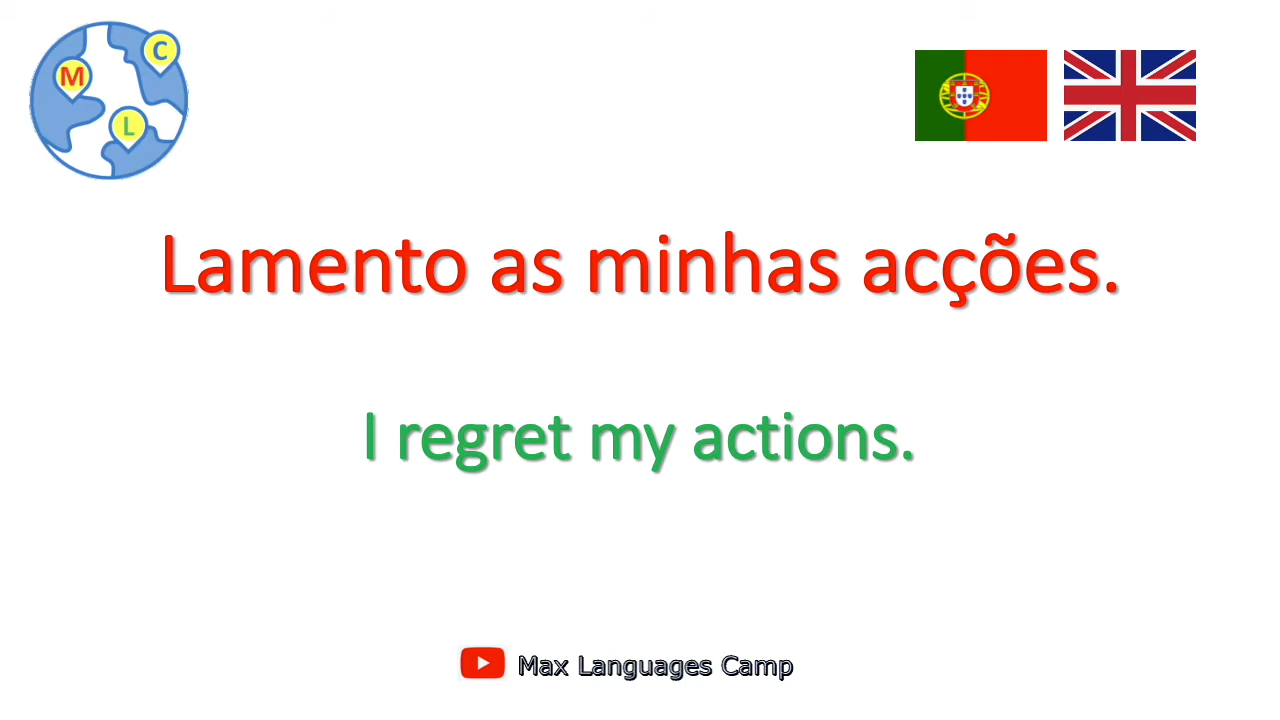 C
M
L
Lamento as minhas acções.
I regret my actions.
Max Languages Camp